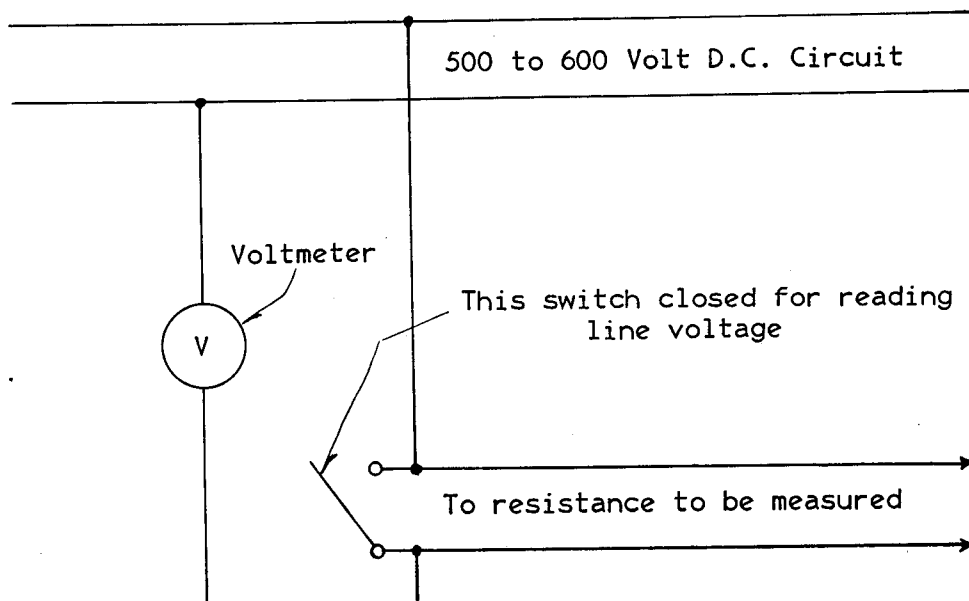 500 to 600 Volt D.C. Circuit
Voltmeter
This switch closed for reading
line voltage
V
To resistance to be measured